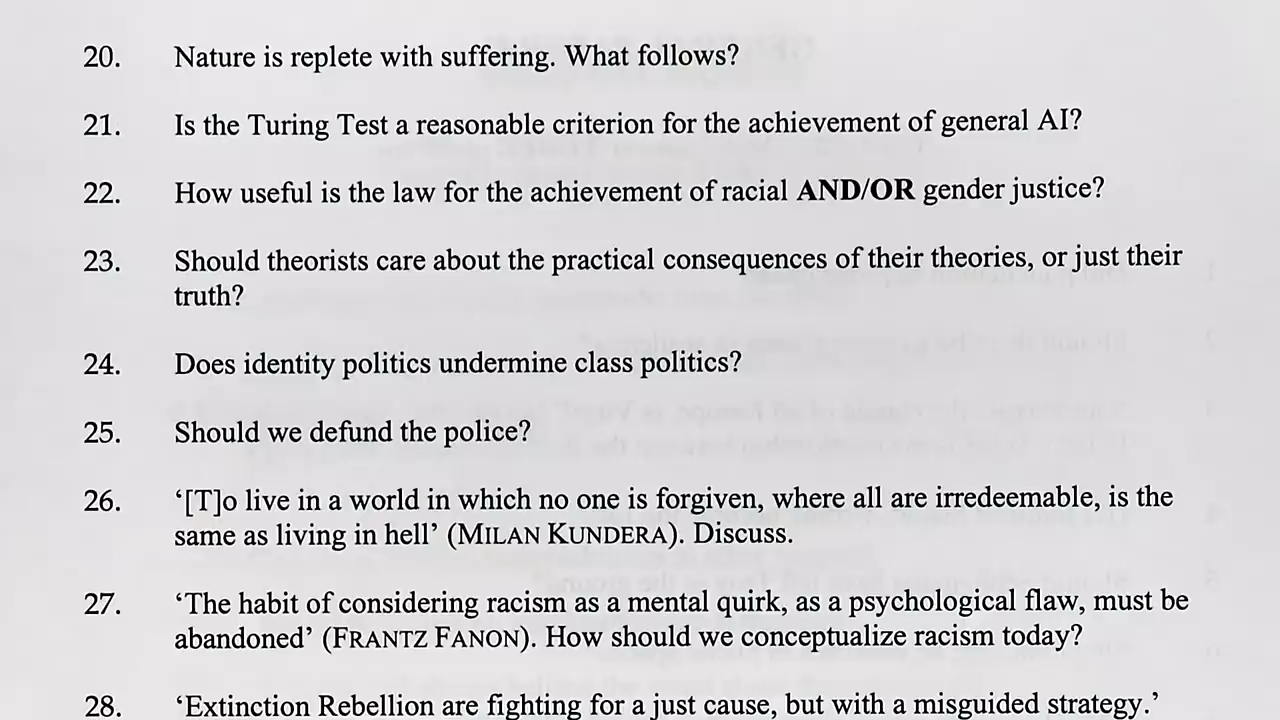 20. Nature is replete with suffering. What follows?
21. Is the Turing Test a reasonable criterion for the achievement of general AI?
22. How useful is the law for the achievement of racial AND/OR gender justice?
23. Should theorists care about the practical consequences of their theories, or just their
truth?
24. Does identity politics undermine class politics?
25. Should we defund the police?
26. ‘[T]o live in a world in which no one is forgiven, where all are irredeemable, is the
same as living in hell’ (MILAN KUNDERA). Discuss.
27. ‘The habit of considering racism as a mental quirk, as a psychological flaw, must be
abandoned’ (FRANTZ FANON). How should we conceptualize racism today?
28. ‘Extinction Rebellion are fighting for a just cause, but with a misguided strategy.’